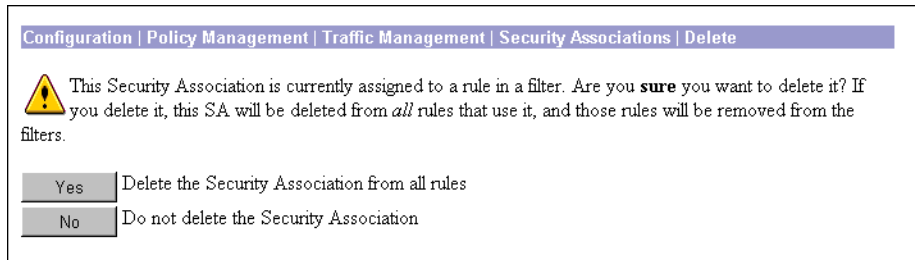 Configuration | Policy Management | Traffic Management | Security Associations | Delete
This Security Association is currently assigned to a rule in a filter. Are you sure you want to delete it? If
you delete it, this SA will be deleted from all rules that use it, and those rules will be removed from the
filters.
Yes Delete the Security Association from all rules
No Do not delete the Security Association